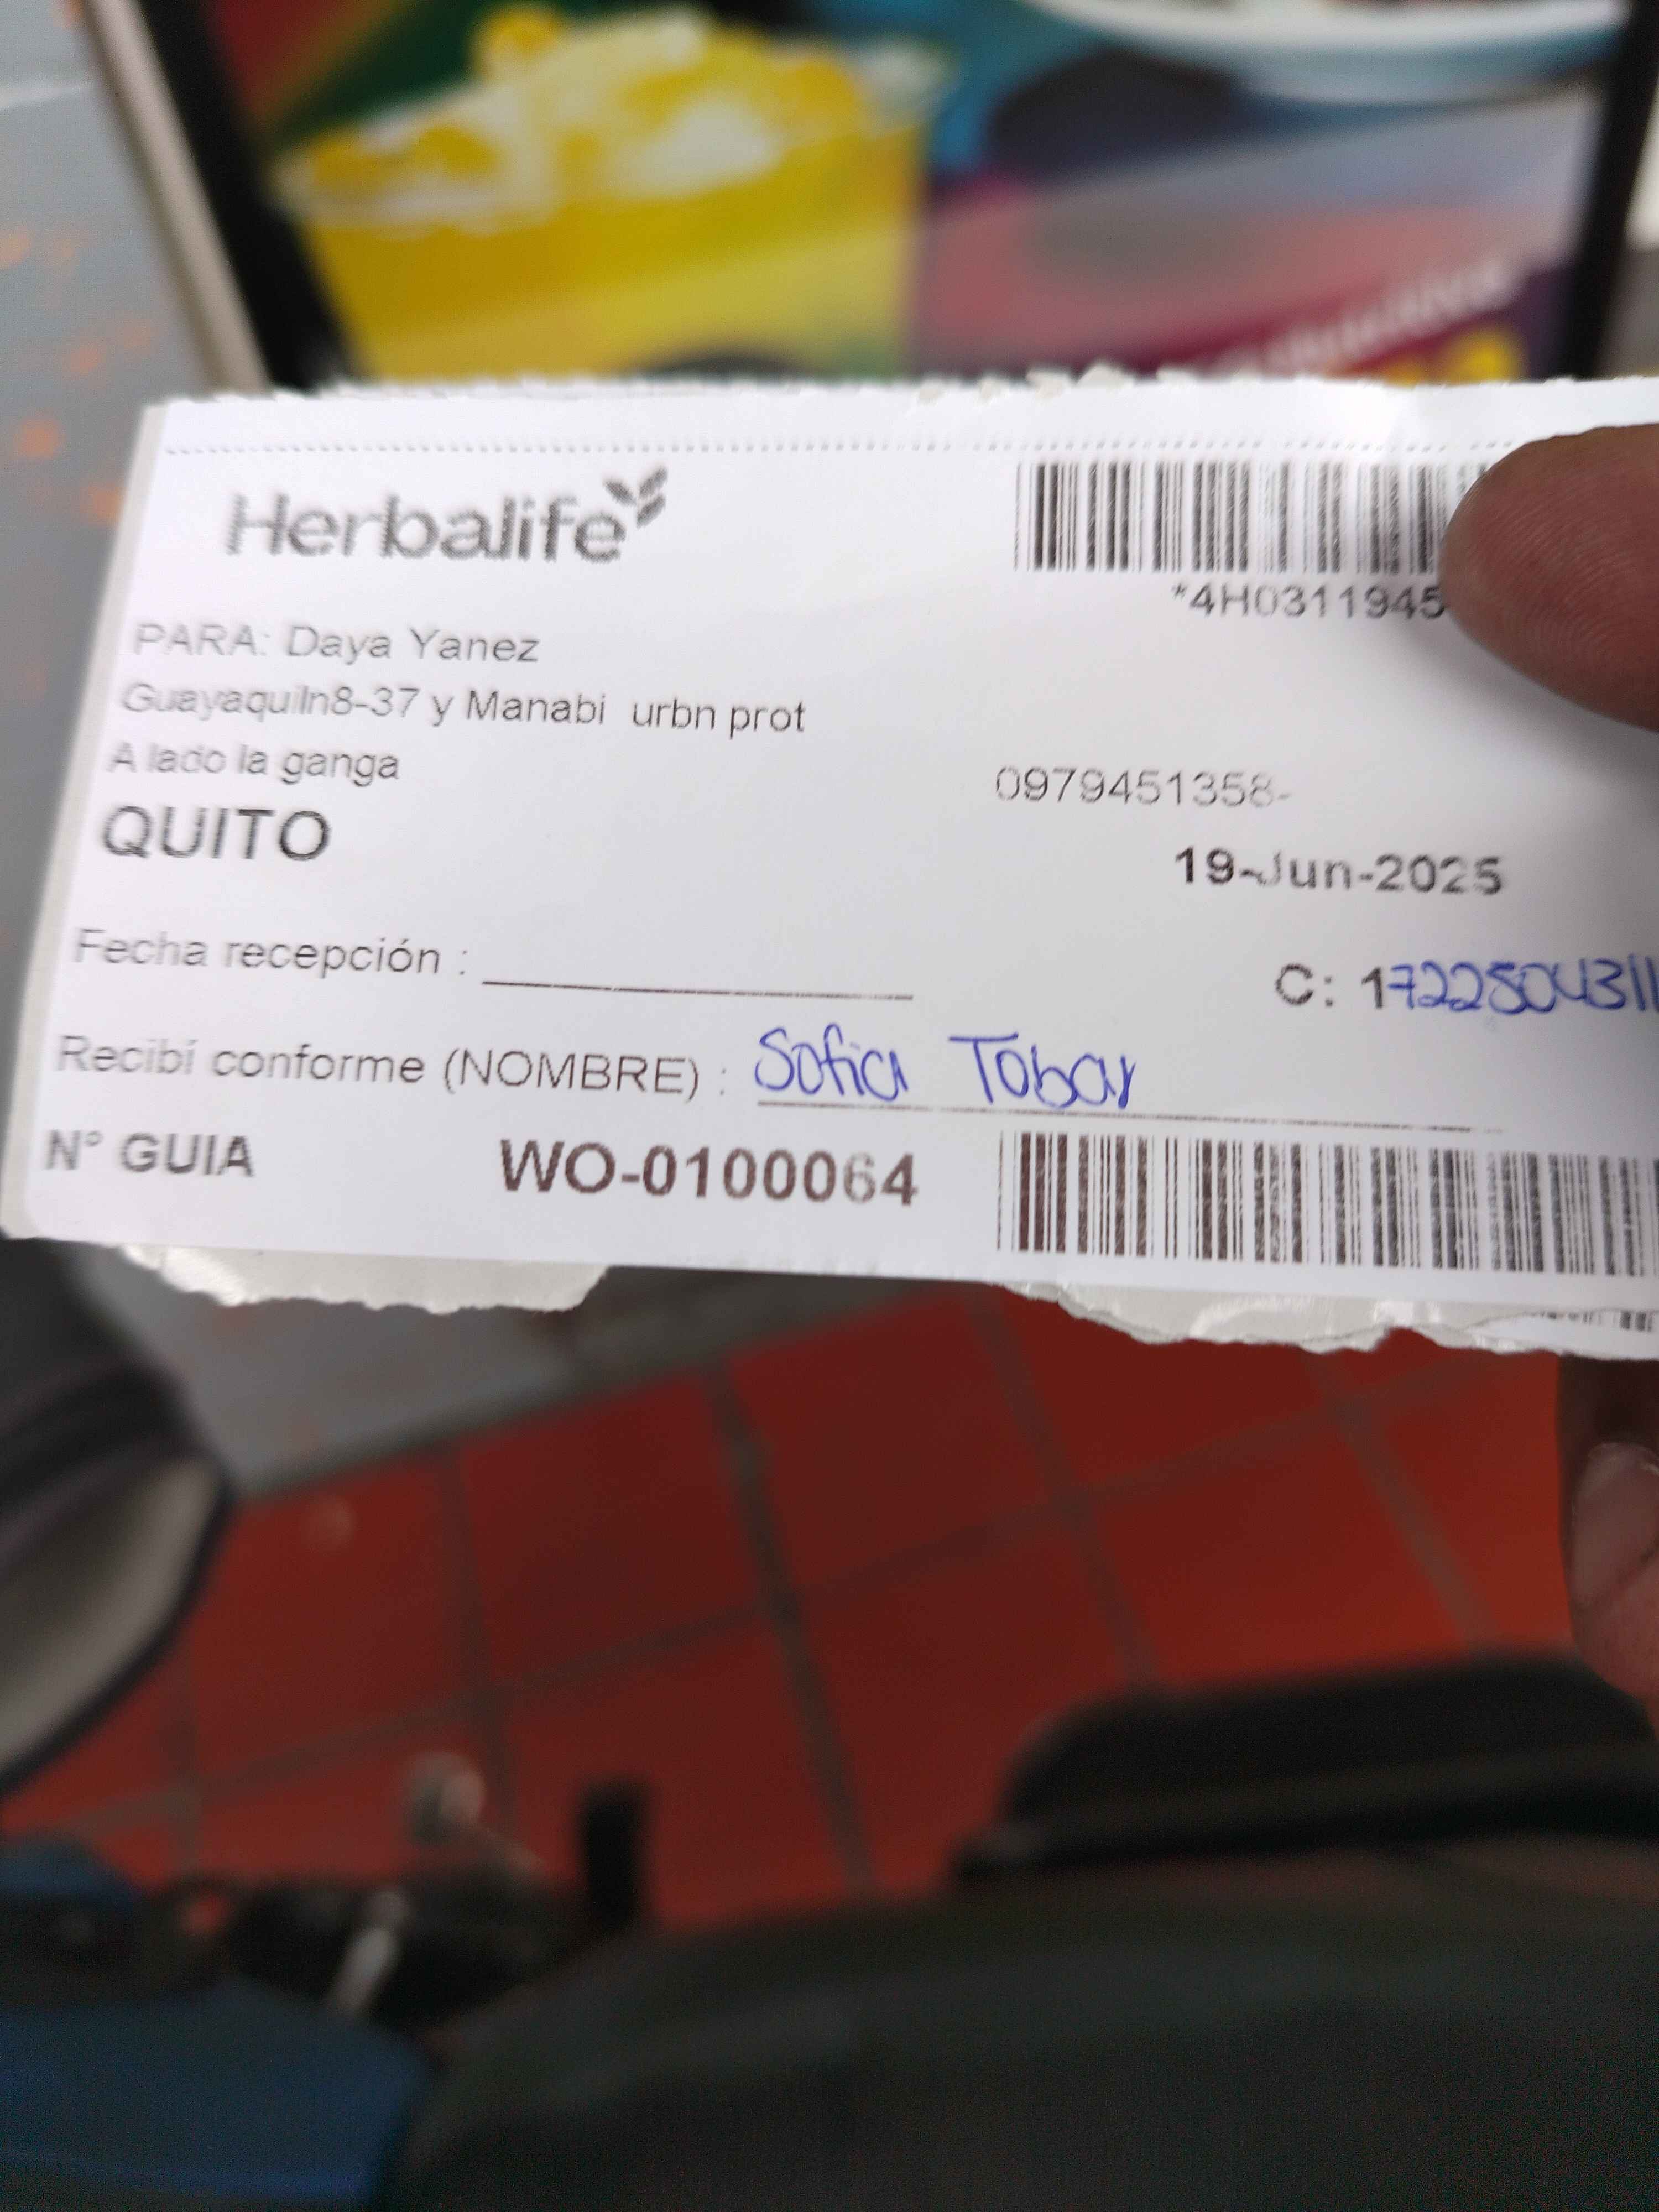 Herbalife
*4H0311945
PARA: Daya Yanez
Guayaquiln8-37 y Manabi urbn prot
A lado la ganga
0979451358-
QUITO
19-Jun-2025
Fecha recepción :
C: 1722504311
Recibí conforme (NOMBRE) : Sofia Tobar
N° GUIA WO-0100064